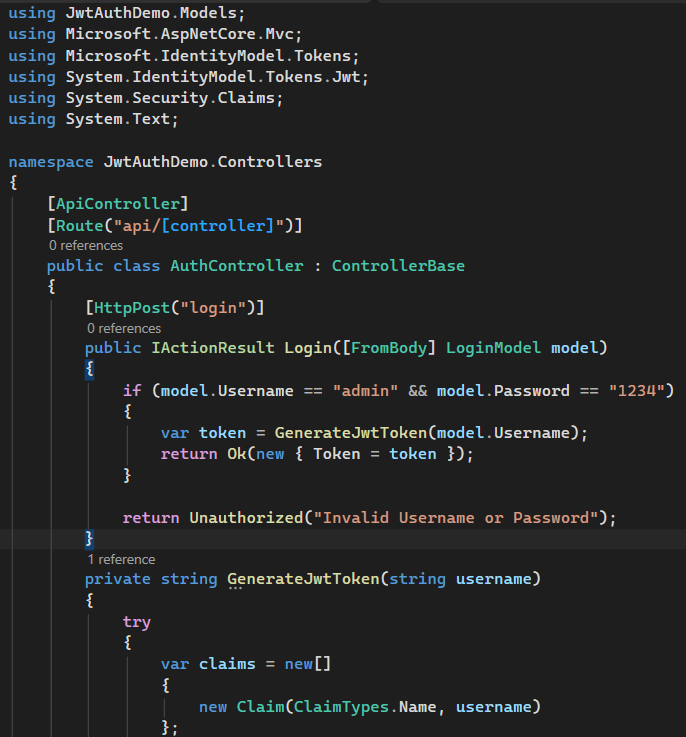 using JwtAuthDemo.Models;
using Microsoft.AspNetCore.Mvc;
using Microsoft.IdentityModel.Tokens;
using System.IdentityModel.Tokens.Jwt;
using System.Security.Claims;
using System.Text;
namespace JwtAuthDemo.Controllers
{
[ApiController]
[Route("api/[controller]")]
0 references
public class AuthController : ControllerBase
{
[HttpPost("login")]
0 references
public IActionResult Login([FromBody] LoginModel model)
{
if (model.Username == "admin" && model.Password == "1234")
{
var token = GenerateJwtToken(model.Username);
return Ok(new { Token = token });
}
return Unauthorized("Invalid Username or Password");
}
1 reference
private string GenerateJwtToken(string username)
{
try
{
var claims = new[]
{
new Claim(ClaimTypes.Name, username)
};